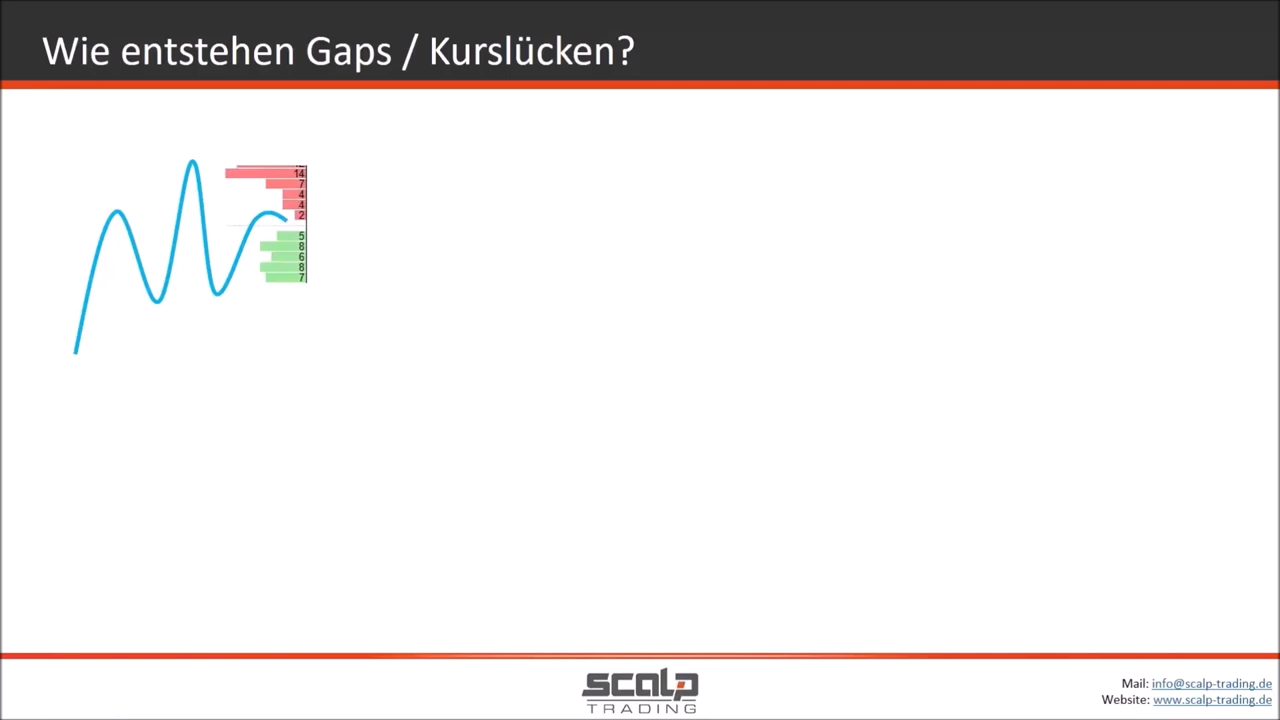 Wie entstehen Gaps / Kurslücken?
14
7
4
4
2
5
8
6
8
7
scalp
TRADING
Mail: info@scalp-trading.de
Website: www.scalp-trading.de